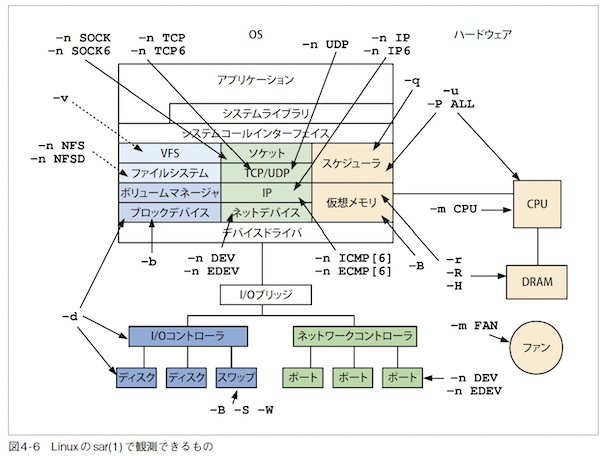 OS
ハードウェア
-n SOCK
-n SOCK6
-n TCP
-n TCP6
-n UDP
-n IP
-n IP6
-q
-u
-P ALL
-v
-n NFS
-n NFSD
アプリケーション
システムライブラリ
システムコールインターフェイス
VFS
ソケット
スケジューラ
ファイルシステム
TCP/UDP
ボリュームマネージャ
IP
仮想メモリ
ブロックデバイス
ネットデバイス
デバイスドライバ
CPU
-m CPU
-b
-n DEV
-n EDEV
-n ICMP[6]
-n ECMP[6]
-B
-r
-R
-H
DRAM
I/Oブリッジ
-d
I/Oコントローラ
ネットワークコントローラ
-m FAN
ファン
ディスク
ディスク
スワップ
ポート
ポート
ポート
-n DEV
-n EDEV
-B -S -W
図4-6 Linuxのsar(1)で観測できるもの